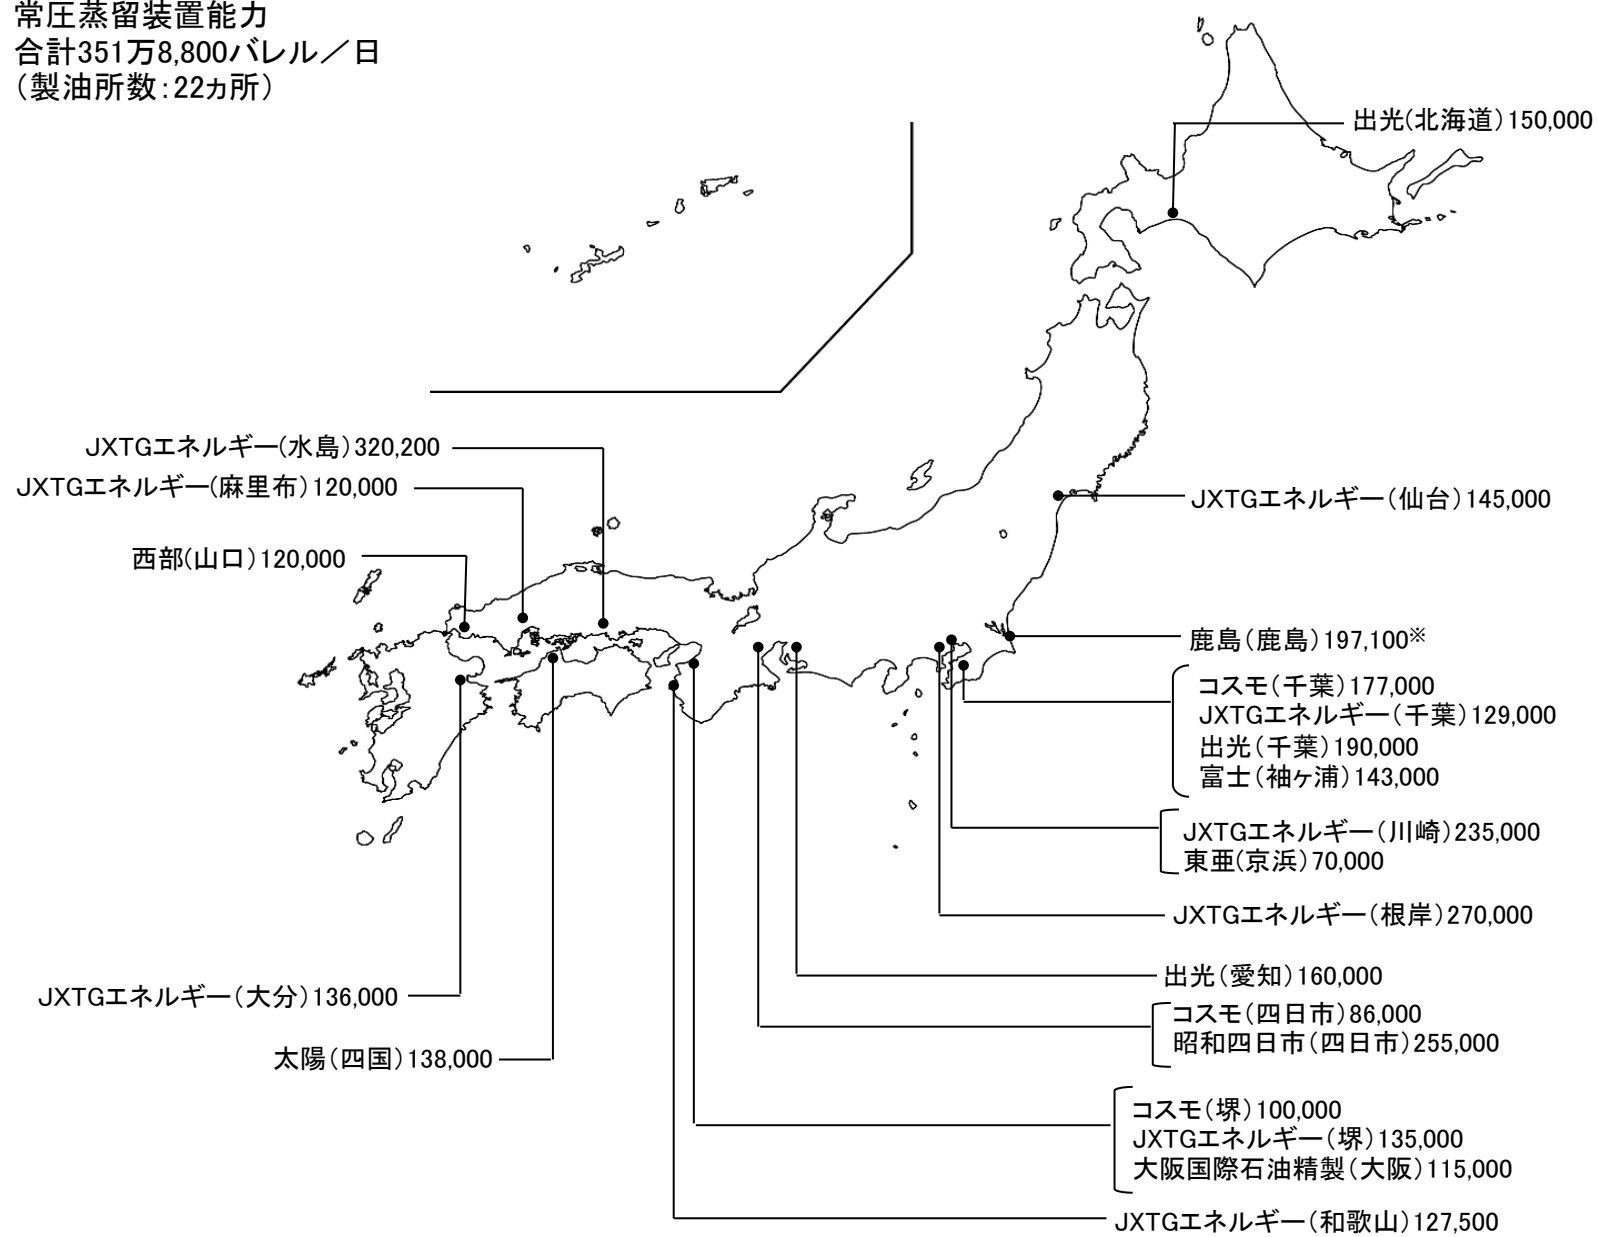 常圧蒸留装置能力
合計351万8,800バレル／日
（製油所数：22ヵ所）
出光(北海道)150,000
JXTGエネルギー(水島)320,200
JXTGエネルギー(麻里布)120,000
西部(山口)120,000
JXTGエネルギー(仙台)145,000
鹿島(鹿島)197,100※
コスモ(千葉)177,000
JXTGエネルギー(千葉)129,000
出光(千葉)190,000
富士(袖ヶ浦)143,000
JXTGエネルギー(川崎)235,000
東亜(京浜)70,000
JXTGエネルギー(根岸)270,000
出光(愛知)160,000
コスモ(四日市)86,000
昭和四日市(四日市)255,000
JXTGエネルギー(大分)136,000
太陽(四国)138,000
コスモ(堺)100,000
JXTGエネルギー(堺)135,000
大阪国際石油精製(大阪)115,000
JXTGエネルギー(和歌山)127,500